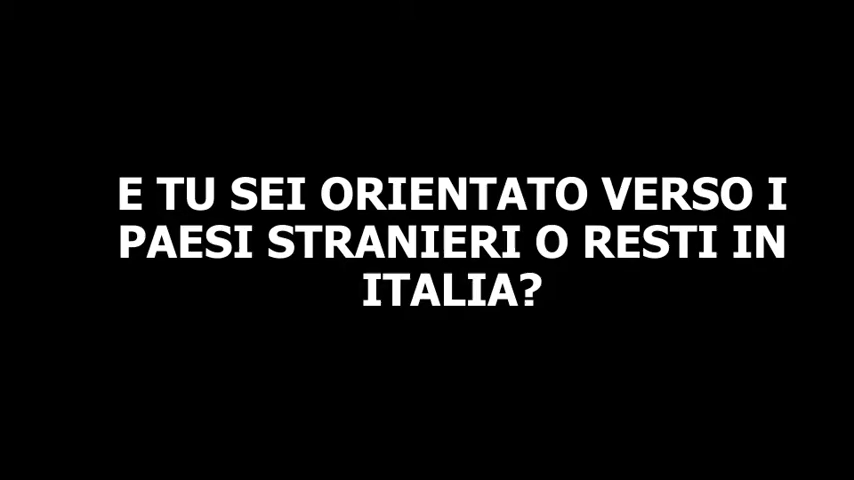 E TU SEI ORIENTATO VERSO I
PAESI STRANIERI O RESTI IN
ITALIA?